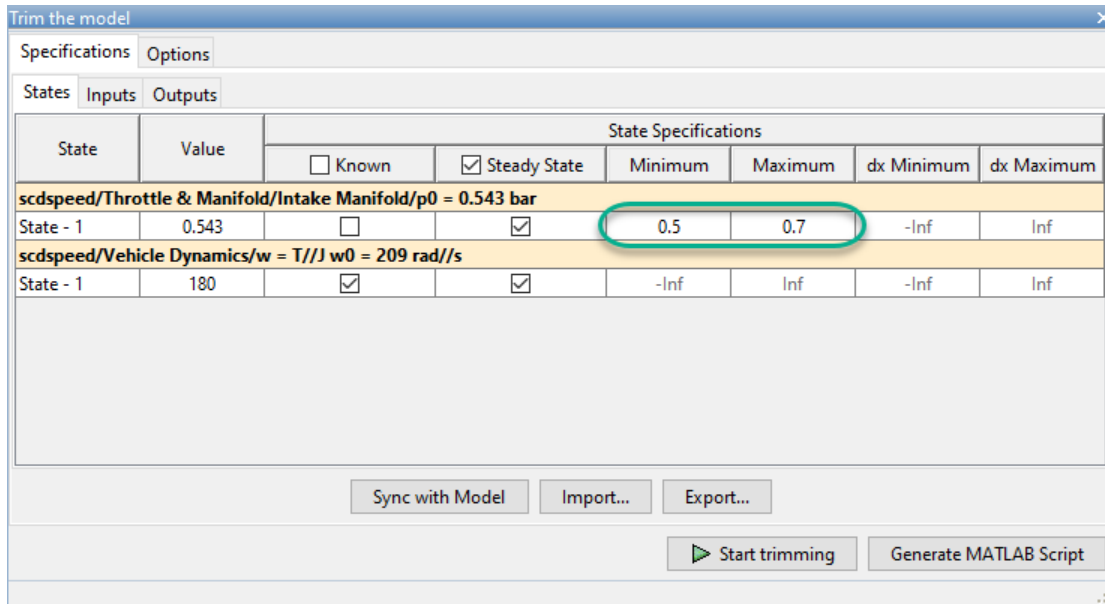 Trim the model
Specifications Options
States Inputs Outputs
State Value State Specifications
Known Steady State Minimum Maximum dx Minimum dx Maximum
scdspeed/Throttle & Manifold/Intake Manifold/p0 = 0.543 bar
State - 1 0.543 0.5 0.7 -Inf Inf
scdspeed/Vehicle Dynamics/w = T//J w0 = 209 rad//s
State - 1 180 -Inf Inf -Inf Inf
Sync with Model Import... Export...
Start trimming Generate MATLAB Script